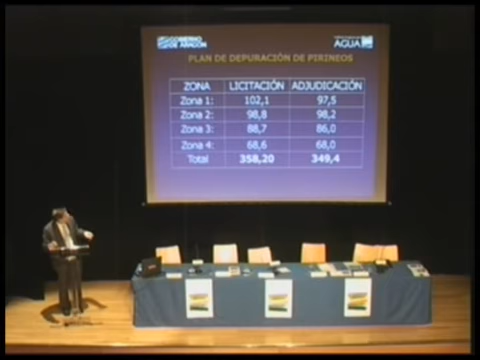 GOBIERNO
DE ARAGON
AGUA
PLAN DE DEPURACIÓN DE PIRINEOS
ZONA LICITACIÓN ADJUDICACIÓN
Zona 1: 102,1 97,5
Zona 2: 98,8 98,2
Zona 3: 88,7 86,0
Zona 4: 68,6 68,0
Total 358,20 349,4